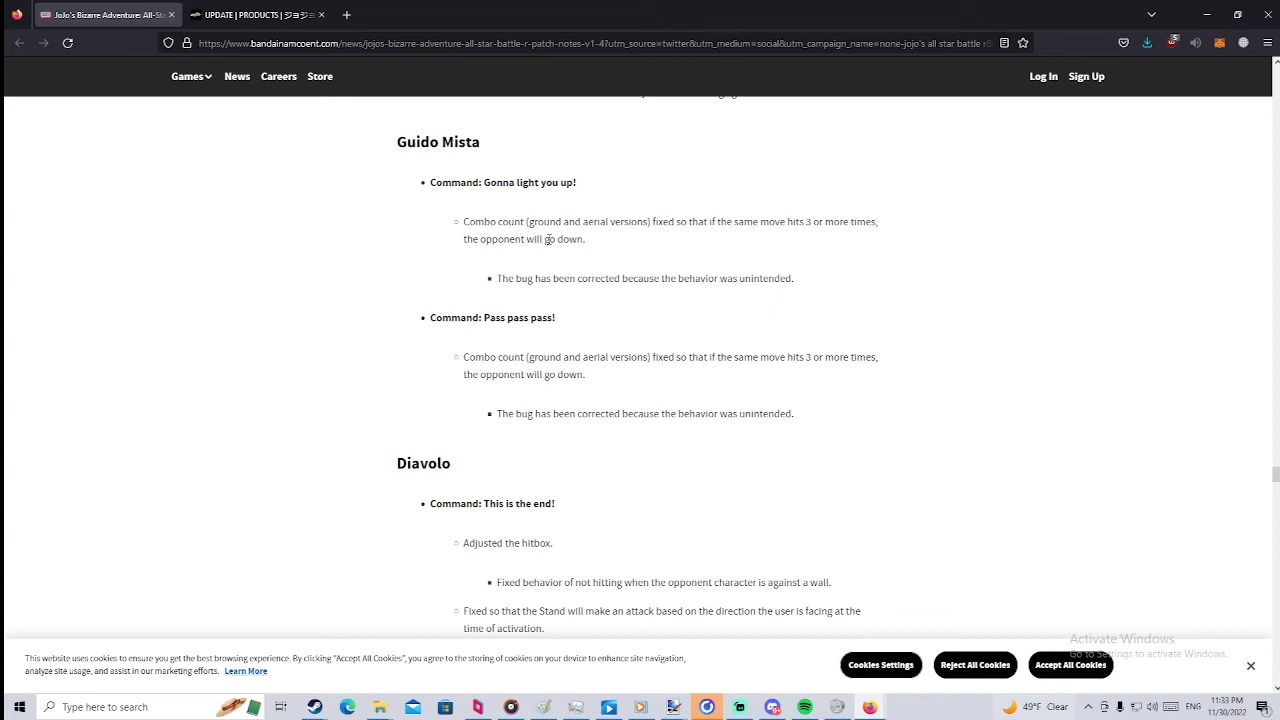 Jojo's Bizarre Adventure: All-Sta
UPDATE | PRODUCTS | ジョジョ
https://www.bandainamcoent.com/news/jojos-bizarre-adventure-all-star-battle-r-patch-notes-v1-4?utm_source=twitter&utm_medium=social&utm_campaign_name=none-jojo's all star battle r
Games
News
Careers
Store
Log In
Sign Up
Guido Mista
• Command: Gonna light you up!
○ Combo count (ground and aerial versions) fixed so that if the same move hits 3 or more times,
the opponent will go down.
▪ The bug has been corrected because the behavior was unintended.
• Command: Pass pass pass!
○ Combo count (ground and aerial versions) fixed so that if the same move hits 3 or more times,
the opponent will go down.
▪ The bug has been corrected because the behavior was unintended.
Diavolo
• Command: This is the end!
○ Adjusted the hitbox.
▪ Fixed behavior of not hitting when the opponent character is against a wall.
○ Fixed so that the Stand will make an attack based on the direction the user is facing at the
time of activation.
Activate Windows
Go to Settings to activate Windows.
This website uses cookies to ensure you get the best browsing experience. By clicking "Accept All Cookies", you agree to the storing of cookies on your device to enhance site navigation,
analyze site usage, and assist in our marketing efforts. Learn More
Cookies Settings
Reject All Cookies
Accept All Cookies
Type here to search
49°F Clear
ENG
11:33 PM
11/30/2022